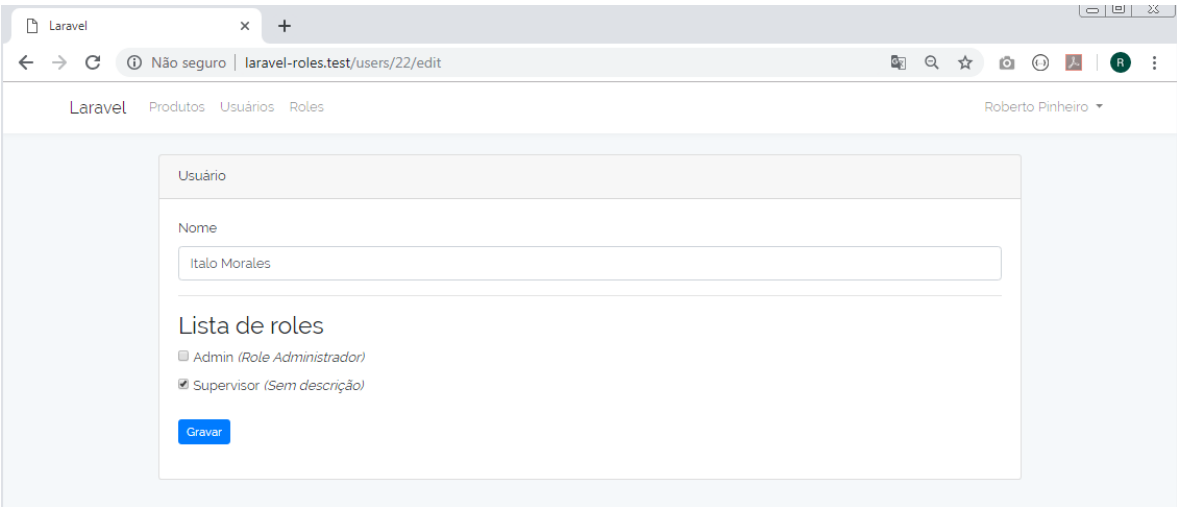 Laravel
Não seguro | laravel-roles.test/users/22/edit
R
Laravel Produtos Usuários Roles Roberto Pinheiro
Usuário
Nome
Italo Morales
Lista de roles
Admin (Role Administrador)
Supervisor (Sem descrição)
Gravar